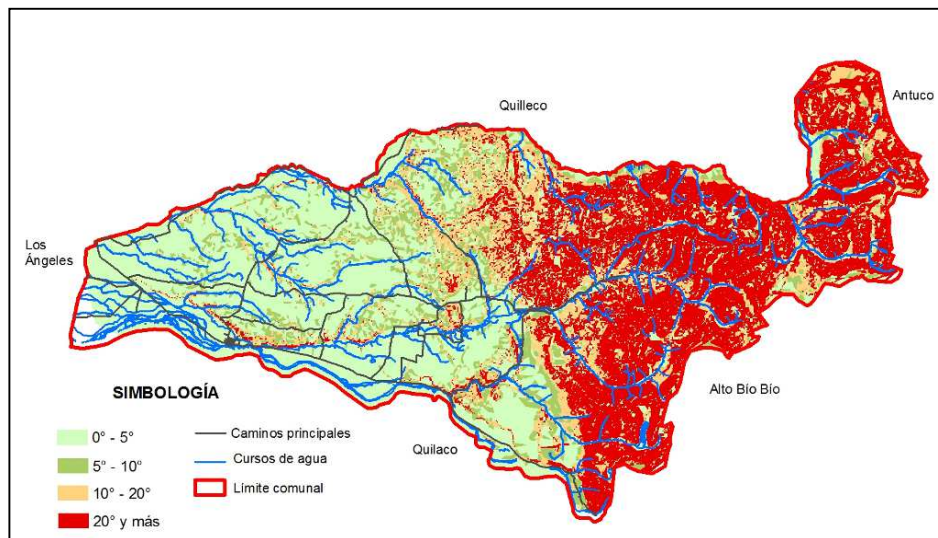 Antuco
Quilleco
Los
Ángeles
Alto Bío Bío
Quilaco
SIMBOLOGÍA
0° - 5°
5° - 10°
10° - 20°
20° y más
Caminos principales
Cursos de agua
Límite comunal